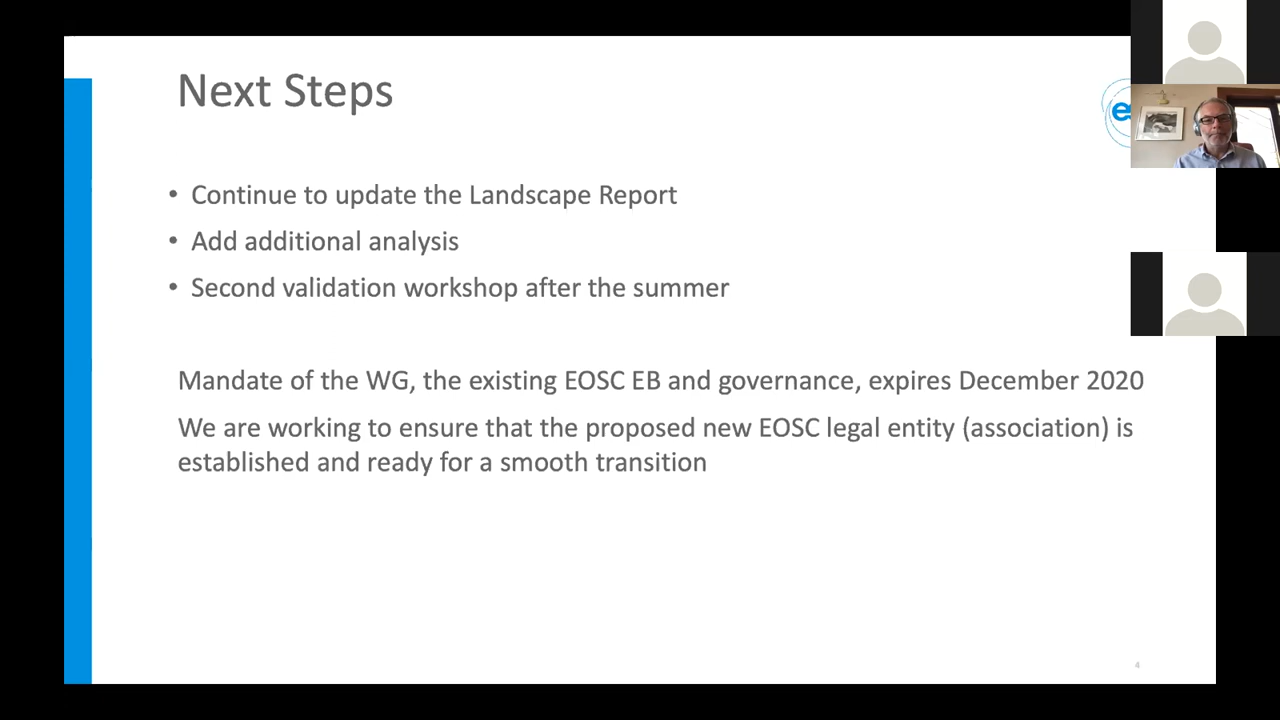 Next Steps
• Continue to update the Landscape Report
• Add additional analysis
• Second validation workshop after the summer
Mandate of the WG, the existing EOSC EB and governance, expires December 2020
We are working to ensure that the proposed new EOSC legal entity (association) is
established and ready for a smooth transition
4